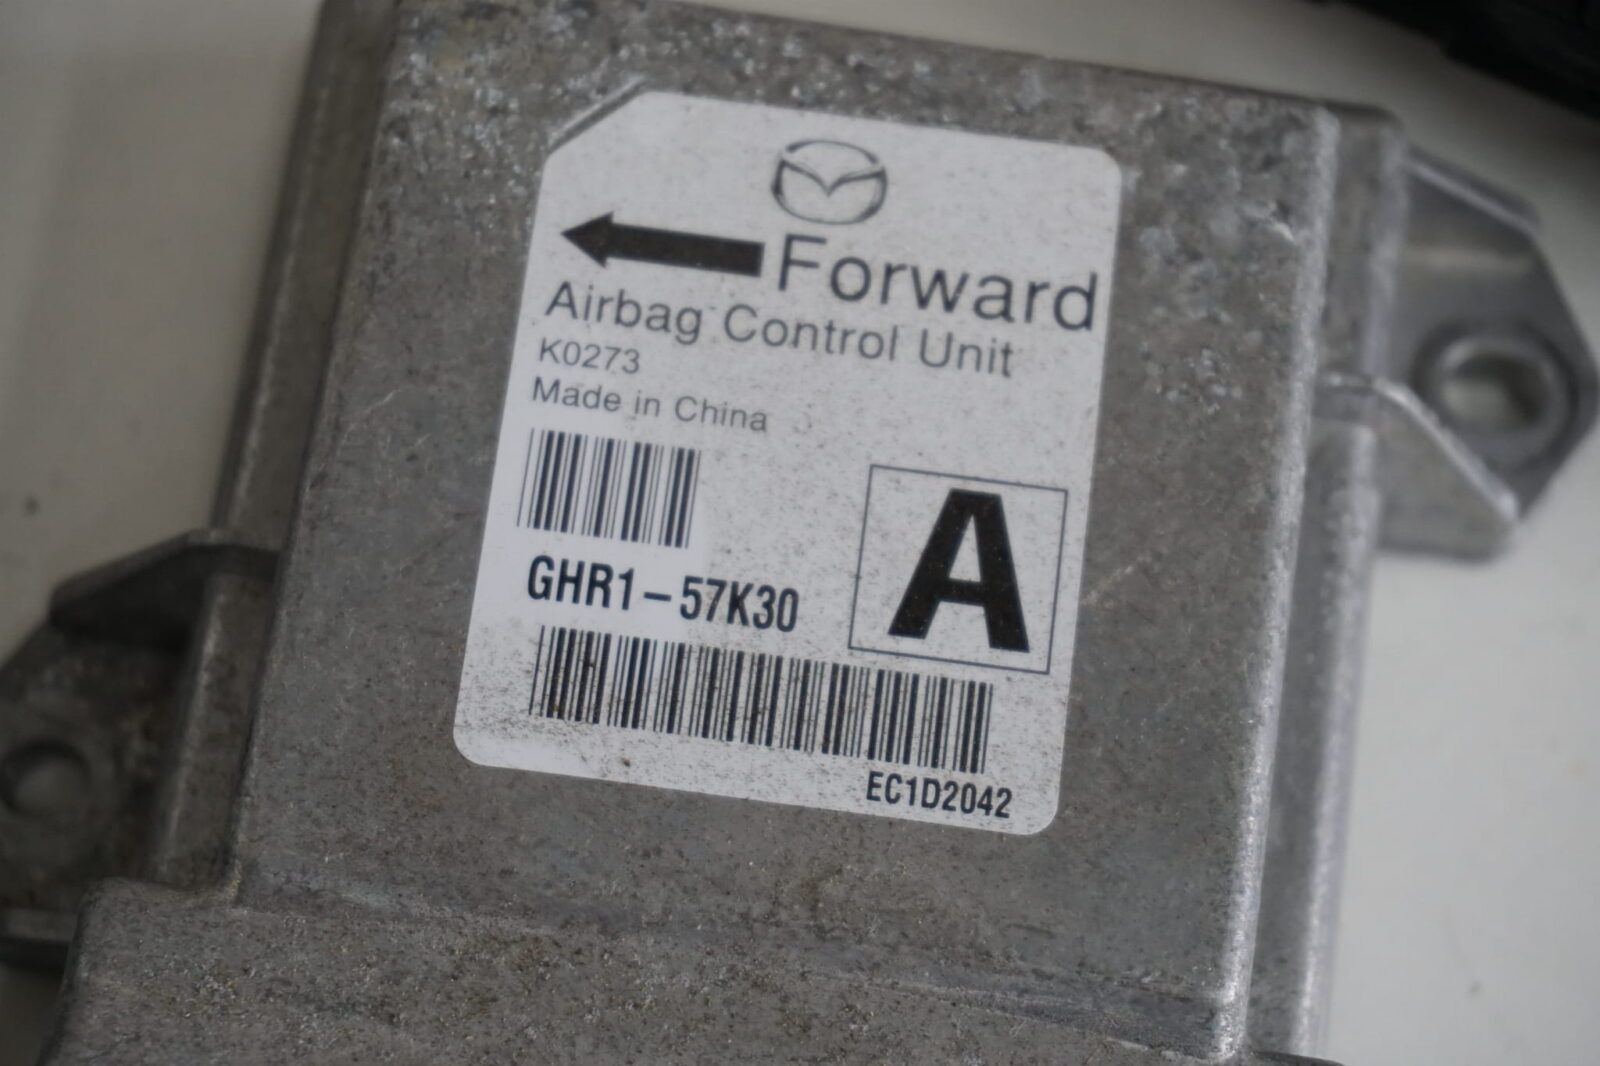 Forward
Airbag Control Unit
K0273
Made in China
A
GHR1-57K30
EC1D2042